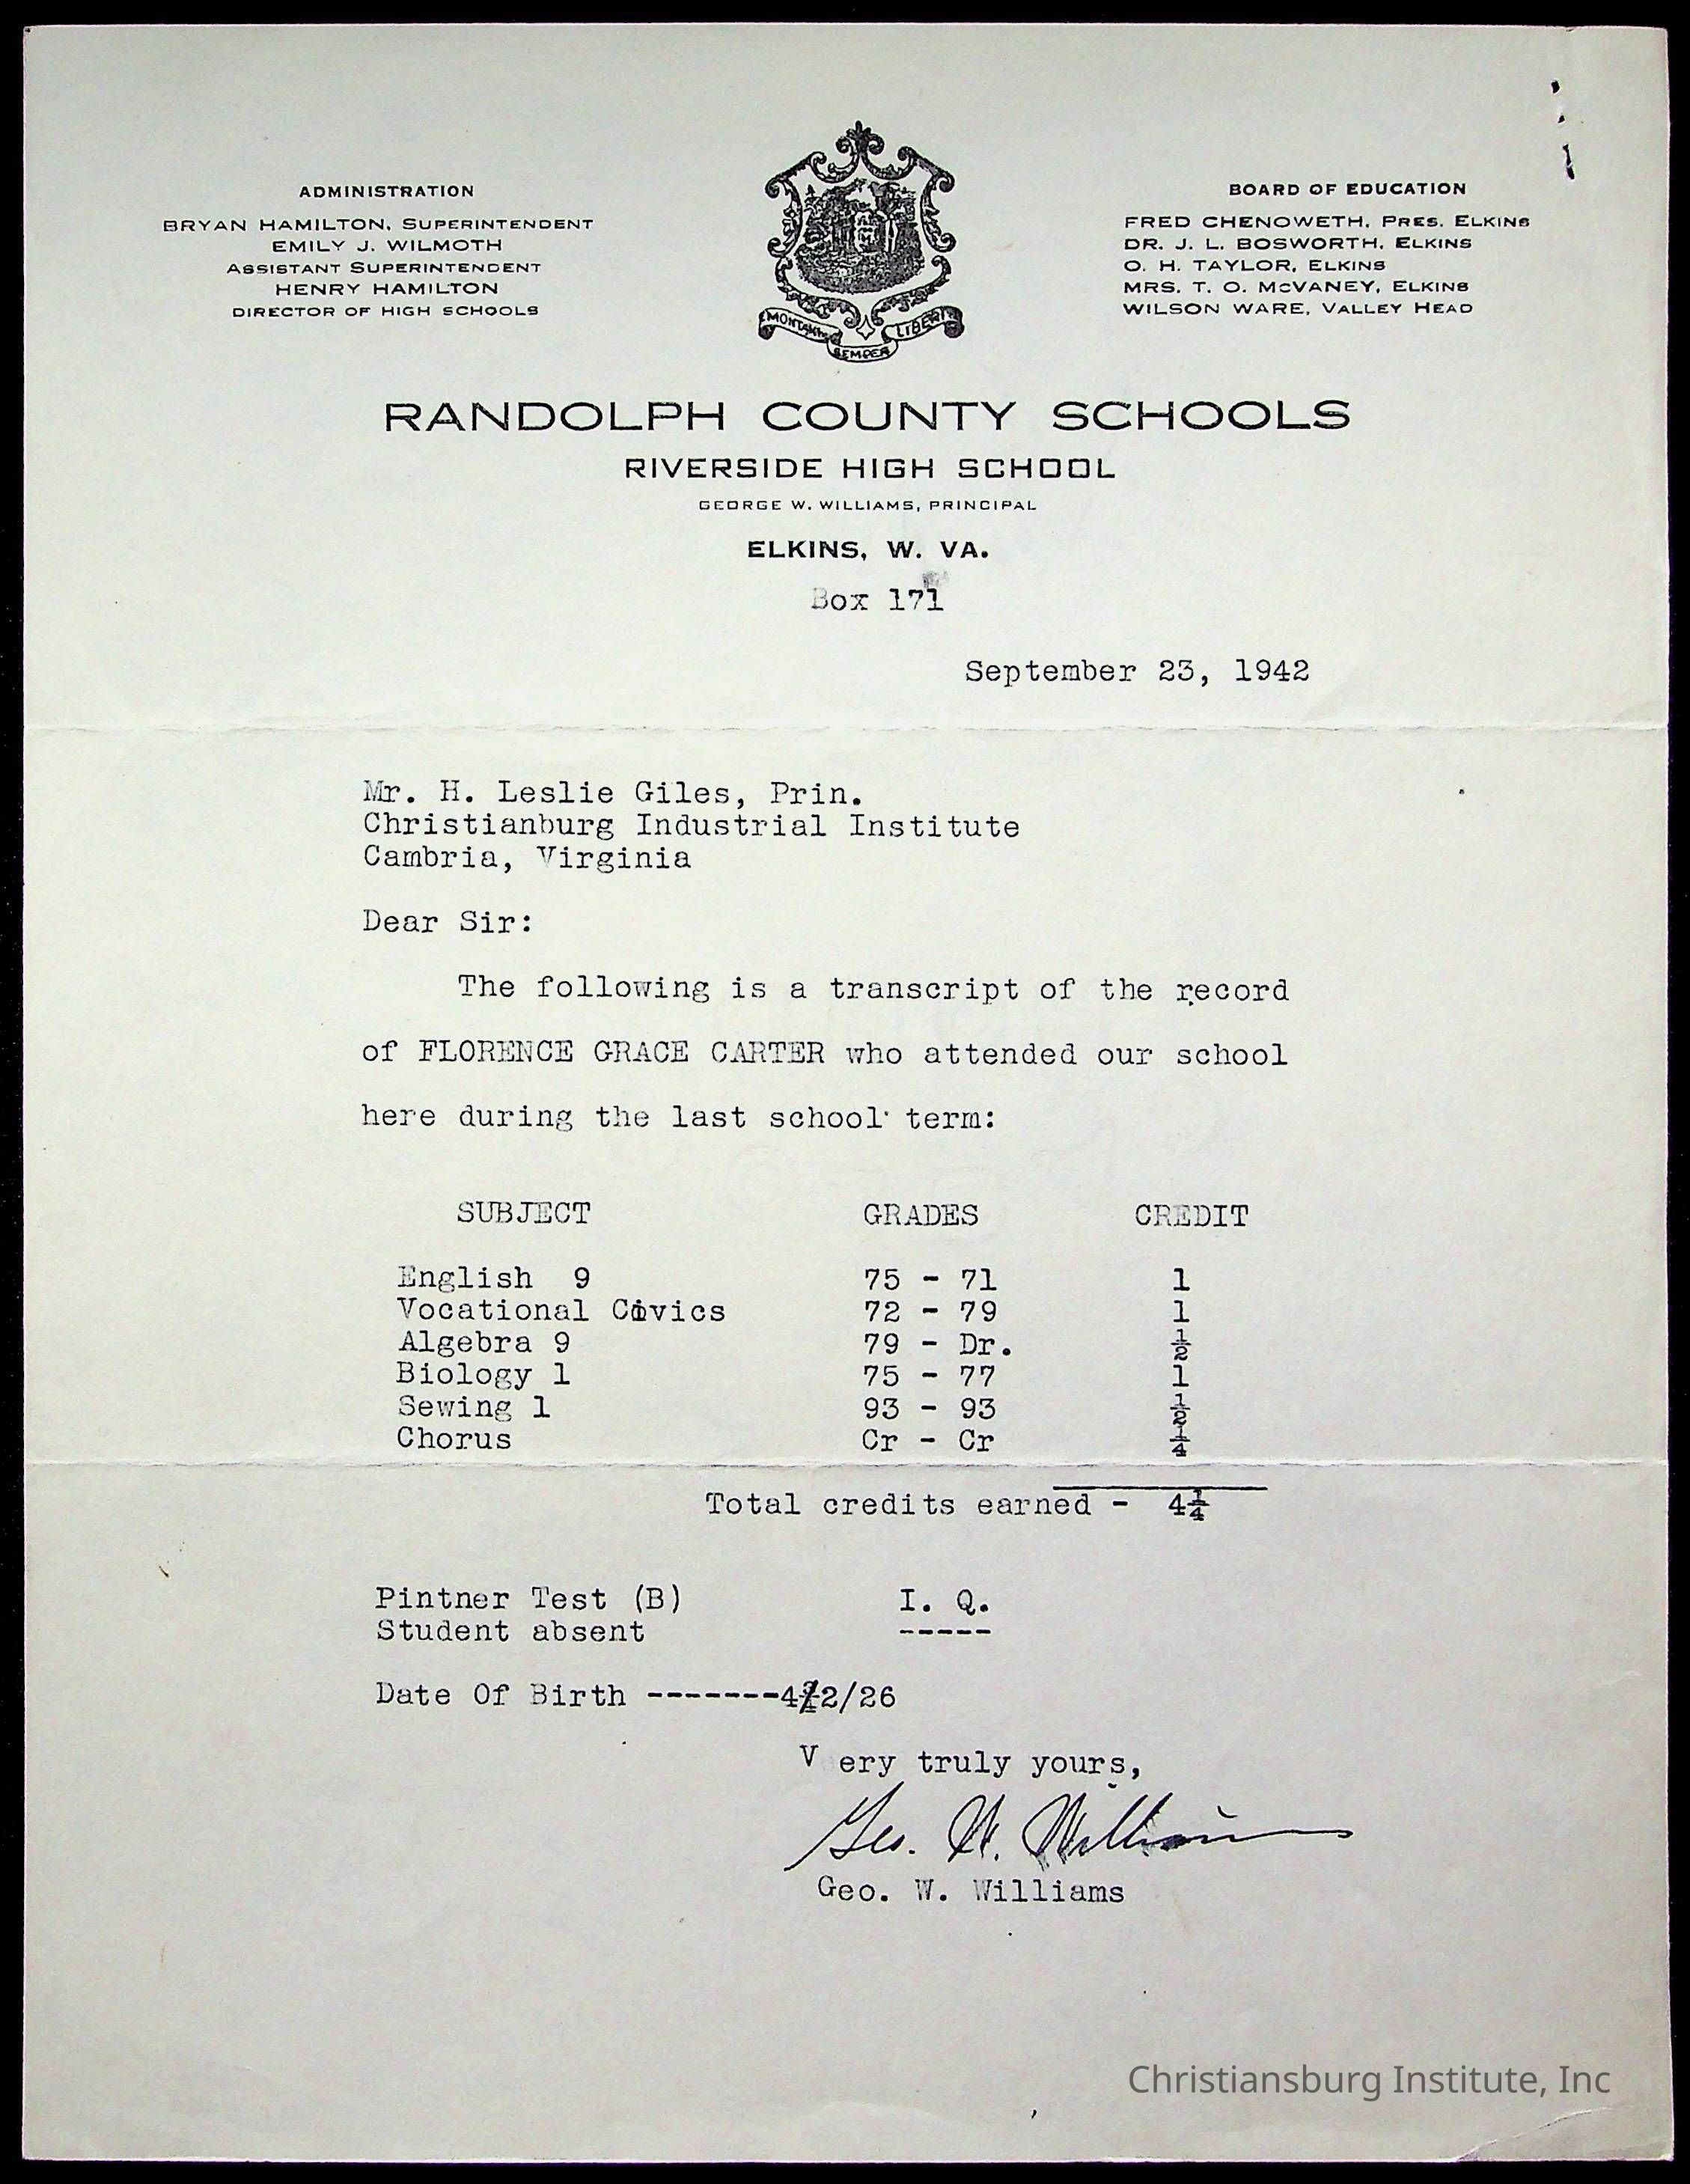 ADMINISTRATION
BRYAN HAMILTON, SUPERINTENDENT
EMILY J. WILMOTH
ASSISTANT SUPERINTENDENT
HENRY HAMILTON
DIRECTOR OF HIGH SCHOOLS
MONTANI SEMPER LIBERI
BOARD OF EDUCATION
FRED CHENOWETH, PRES. ELKINS
DR. J. L. BOSWORTH, ELKINS
O. H. TAYLOR, ELKINS
MRS. T. O. McVANEY, ELKINS
WILSON WARE, VALLEY HEAD
RANDOLPH COUNTY SCHOOLS
RIVERSIDE HIGH SCHOOL
GEORGE W. WILLIAMS, PRINCIPAL
ELKINS, W. VA.
Box 171
September 23, 1942
Mr. H. Leslie Giles, Prin.
Christianburg Industrial Institute
Cambria, Virginia
Dear Sir:
The following is a transcript of the record
of FLORENCE GRACE CARTER who attended our school
here during the last school term:
SUBJECT GRADES CREDIT
English 9 75 - 71 1
Vocational Civics 72 - 79 1
Algebra 9 79 - Dr. ½
Biology 1 75 - 77 1
Sewing 1 93 - 93 ½
Chorus Cr - Cr ¼
Total credits earned - 4¼
Pintner Test (B) I. Q.
Student absent -----
Date Of Birth -------4/2/26
V ery truly yours,
Geo. W. Williams
Geo. W. Williams
Christiansburg Institute, Inc